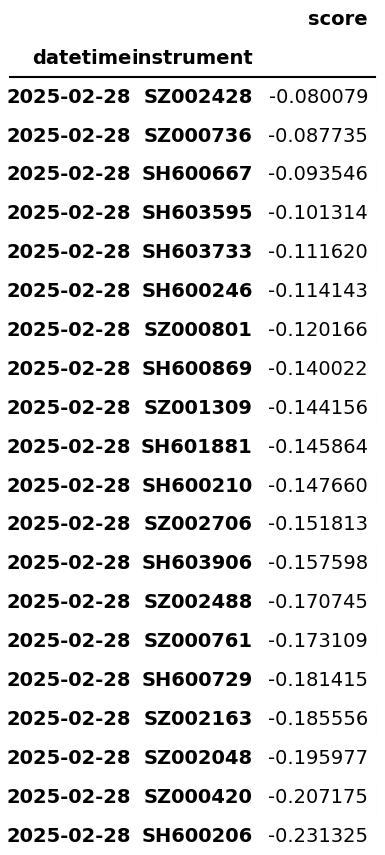 score
datetime instrument
2025-02-28 SZ002428 -0.080079
2025-02-28 SZ000736 -0.087735
2025-02-28 SH600667 -0.093546
2025-02-28 SH603595 -0.101314
2025-02-28 SH603733 -0.111620
2025-02-28 SH600246 -0.114143
2025-02-28 SZ000801 -0.120166
2025-02-28 SH600869 -0.140022
2025-02-28 SZ001309 -0.144156
2025-02-28 SH601881 -0.145864
2025-02-28 SH600210 -0.147660
2025-02-28 SZ002706 -0.151813
2025-02-28 SH603906 -0.157598
2025-02-28 SZ002488 -0.170745
2025-02-28 SZ000761 -0.173109
2025-02-28 SH600729 -0.181415
2025-02-28 SZ002163 -0.185556
2025-02-28 SZ002048 -0.195977
2025-02-28 SZ000420 -0.207175
2025-02-28 SH600206 -0.231325